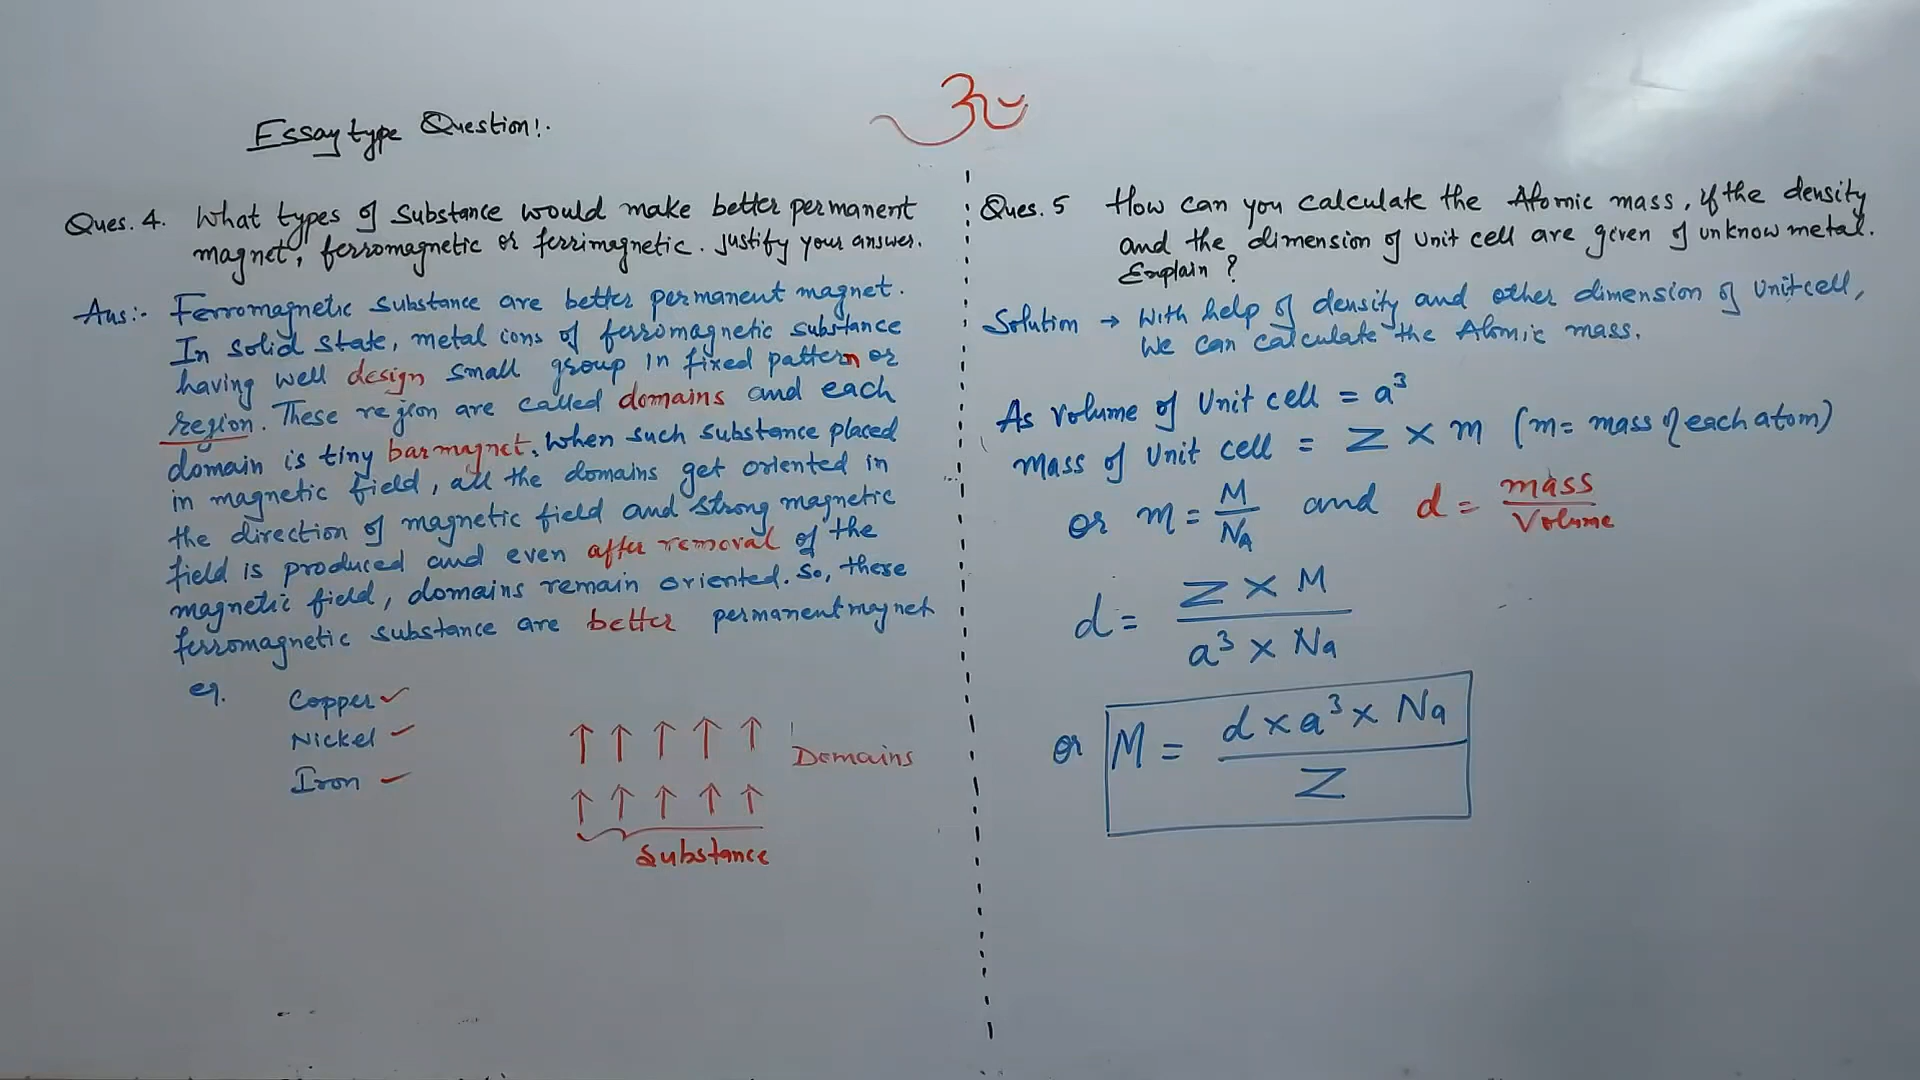 Essay type Question:-
ॐ
Ques. 4. What types of substance would make better permanent
magnet, ferromagnetic or ferrimagnetic. Justify your answer.
Ans:- Ferromagnetic substance are better permanent magnet.
In solid state, metal ions of ferromagnetic substance
having well design small group in fixed pattern or
region. These region are called domains and each
domain is tiny barmagnet. When such substance placed
in magnetic field, all the domains get oriented in
the direction of magnetic field and strong magnetic
field is produced and even after removal of the
magnetic field, domains remain oriented. So, these
ferromagnetic substance are better permanent magnet
eg.
Copper ✓
Nickel ✓
Iron ✓
↑ ↑ ↑ ↑ ↑
Domains
↑ ↑ ↑ ↑ ↑
Substance
Ques. 5 How can you calculate the Atomic mass, if the density
and the dimension of unit cell are given of unknow metal.
Explain ?
Solution → With help of density and other dimension of Unitcell,
We can calculate the Atomic mass.
As volume of Unit cell = a³
Mass of Unit cell = Z × m (m = mass of each atom)
or m = M/NA and d = mass/Volume
d = Z × M / a³ × Na
or M = d × a³ × Na / Z